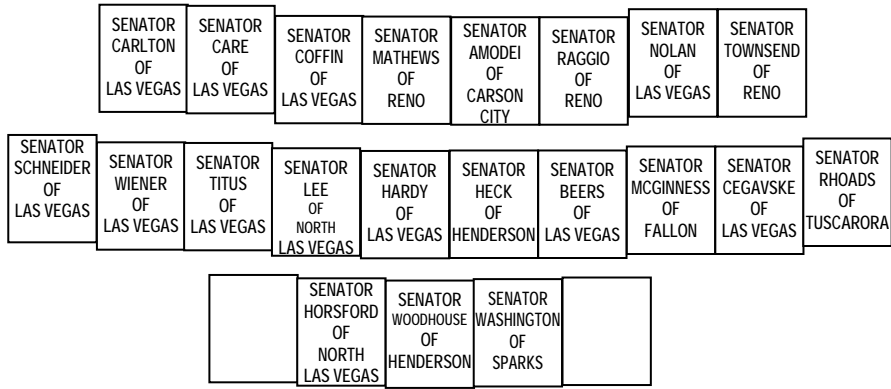 SENATOR
CARLTON
OF
LAS VEGAS
SENATOR
CARE
OF
LAS VEGAS
SENATOR
COFFIN
OF
LAS VEGAS
SENATOR
MATHEWS
OF
RENO
SENATOR
AMODEI
OF
CARSON
CITY
SENATOR
RAGGIO
OF
RENO
SENATOR
NOLAN
OF
LAS VEGAS
SENATOR
TOWNSEND
OF
RENO
SENATOR
SCHNEIDER
OF
LAS VEGAS
SENATOR
WIENER
OF
LAS VEGAS
SENATOR
TITUS
OF
LAS VEGAS
SENATOR
LEE
OF
NORTH
LAS VEGAS
SENATOR
HARDY
OF
LAS VEGAS
SENATOR
HECK
OF
HENDERSON
SENATOR
BEERS
OF
LAS VEGAS
SENATOR
MCGINNESS
OF
FALLON
SENATOR
CEGAVSKE
OF
LAS VEGAS
SENATOR
RHOADS
OF
TUSCARORA
SENATOR
HORSFORD
OF
NORTH
LAS VEGAS
SENATOR
WOODHOUSE
OF
HENDERSON
SENATOR
WASHINGTON
OF
SPARKS